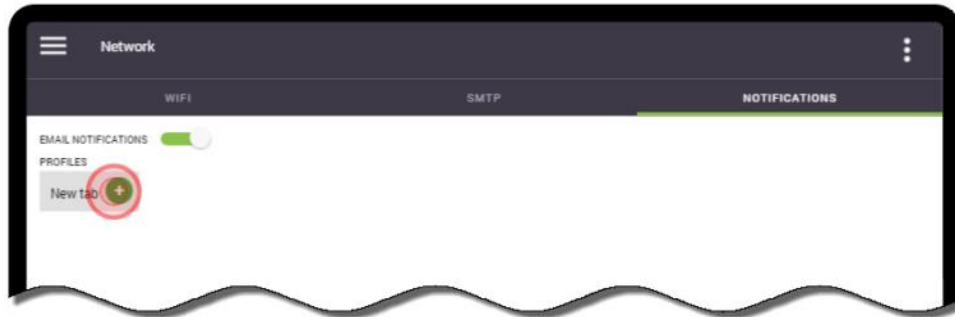 Network
WIFI SMTP NOTIFICATIONS
EMAIL NOTIFICATIONS
PROFILES
New tab +